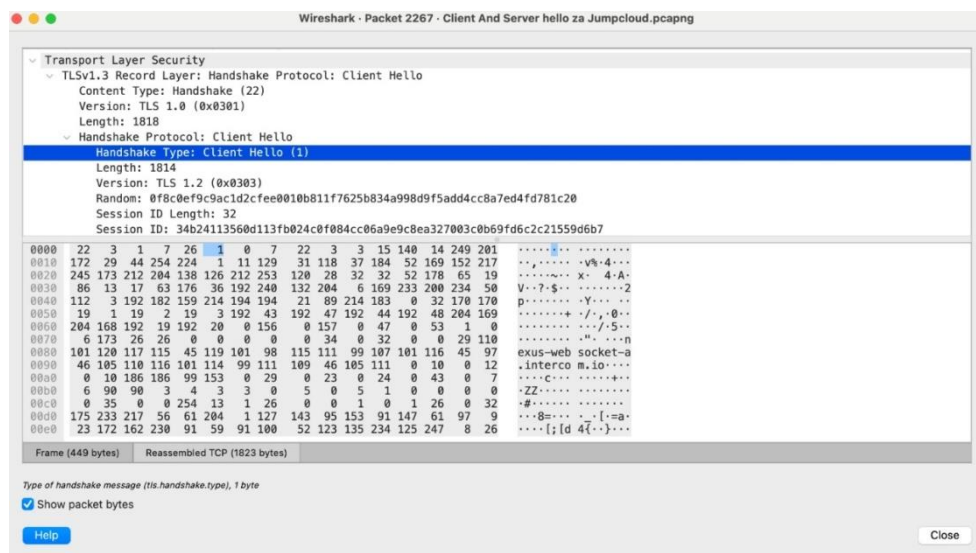 Wireshark · Packet 2267 · Client And Server hello za Jumpcloud.pcapng
Transport Layer Security
TLSv1.3 Record Layer: Handshake Protocol: Client Hello
Content Type: Handshake (22)
Version: TLS 1.0 (0x0301)
Length: 1818
Handshake Protocol: Client Hello
Handshake Type: Client Hello (1)
Length: 1814
Version: TLS 1.2 (0x0303)
Random: 0f8c0ef9c9ac1d2cfee0010b811f7625b834a998d9f5add4cc8a7ed4fd781c20
Session ID Length: 32
Session ID: 34b24113560d113fb024c0f084cc06a9e9c8ea327003c0b69fd6c2c21559d6b7
0000 22 3 1 7 26 1 0 7 22 3 3 15 140 14 249 201 ················
0010 172 29 44 254 224 1 11 129 31 118 37 184 52 169 152 217 ··,····· ·v%·4···
0020 245 173 212 204 138 126 212 253 120 28 32 32 52 178 65 19 ·····~·· x· 4·A·
0030 86 13 17 63 176 36 192 240 132 204 6 169 233 200 234 50 V··?·$·· ·······2
0040 112 3 192 182 159 214 194 194 21 89 214 183 0 32 170 170 p······· ·Y··· ··
0050 19 1 19 2 19 3 192 43 192 47 192 44 192 48 204 169 ·······+ ·/·,·0··
0060 204 168 192 19 192 20 0 156 0 157 0 47 0 53 1 0 ········ ···/·5··
0070 6 173 26 26 0 0 0 0 0 34 0 32 0 0 29 110 ········ ·"· ···n
0080 101 120 117 115 45 119 101 98 115 111 99 107 101 116 45 97 exus-web socket-a
0090 46 105 110 116 101 114 99 111 109 46 105 111 0 10 0 12 .interco m.io····
00a0 0 10 186 186 99 153 0 29 0 23 0 24 0 43 0 7 ····c··· ·····+··
00b0 6 90 90 3 4 3 3 0 5 0 5 1 0 0 0 0 ·ZZ····· ········
00c0 0 35 0 0 254 13 1 26 0 0 1 0 1 26 0 32 ·#······ ·······
00d0 175 233 217 56 61 204 1 127 143 95 153 91 147 61 97 9 ···8=··· ·_·[·=a·
00e0 23 172 162 230 91 59 91 100 52 123 135 234 125 247 8 26 ····[;[d 4{··}···
Frame (449 bytes) Reassembled TCP (1823 bytes)
Type of handshake message (tls.handshake.type), 1 byte
Show packet bytes
Help Close